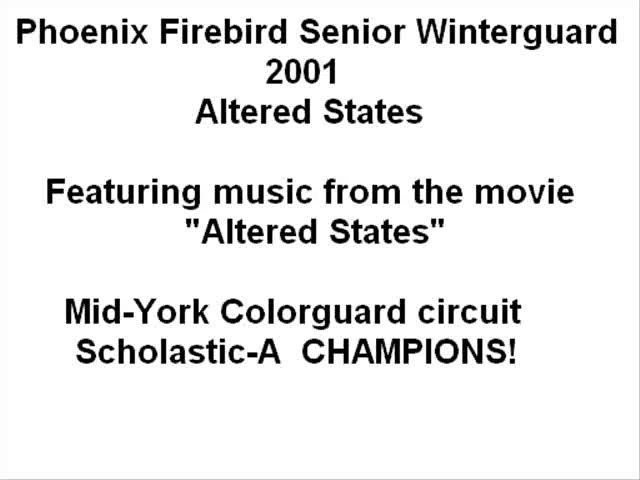 Phoenix Firebird Senior Winterguard
2001
Altered States
Featuring music from the movie
"Altered States"
Mid-York Colorguard circuit
Scholastic-A CHAMPIONS!